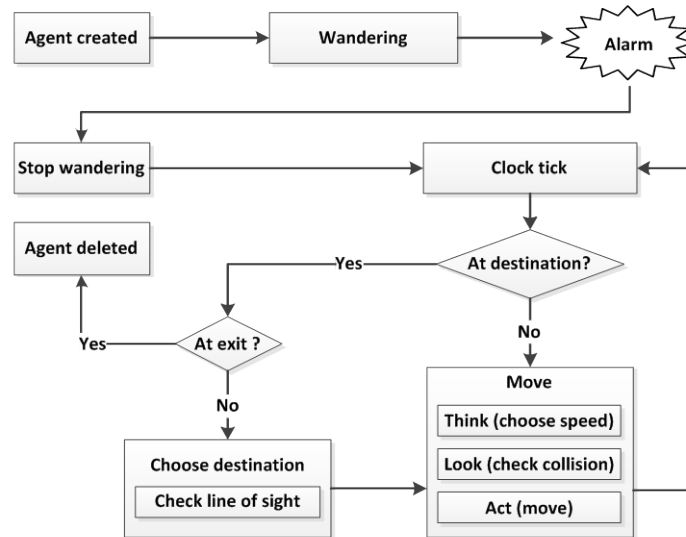 Agent created
Wandering
Alarm
Stop wandering
Clock tick
Agent deleted
Yes
At destination?
Yes
At exit ?
No
Move
No
Think (choose speed)
Choose destination
Look (check collision)
Check line of sight
Act (move)